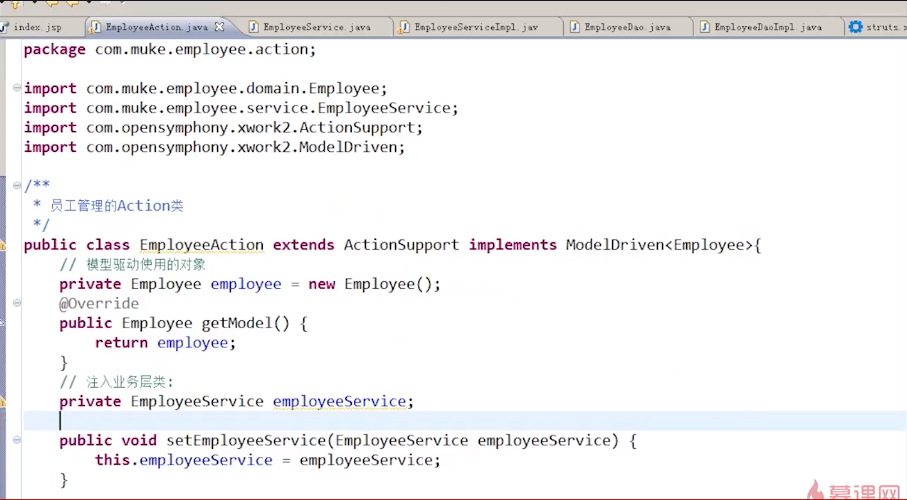 index.jsp EmployeeAction.java EmployeeService.java EmployeeServiceImpl.jav EmployeeDao.java EmployeeDaoImpl.java struts.x
package com.muke.employee.action;
import com.muke.employee.domain.Employee;
import com.muke.employee.service.EmployeeService;
import com.opensymphony.xwork2.ActionSupport;
import com.opensymphony.xwork2.ModelDriven;
/**
* 员工管理的Action类
*/
public class EmployeeAction extends ActionSupport implements ModelDriven<Employee>{
// 模型驱动使用的对象
private Employee employee = new Employee();
@Override
public Employee getModel() {
return employee;
}
// 注入业务层类:
private EmployeeService employeeService;
public void setEmployeeService(EmployeeService employeeService) {
this.employeeService = employeeService;
}
慕课网